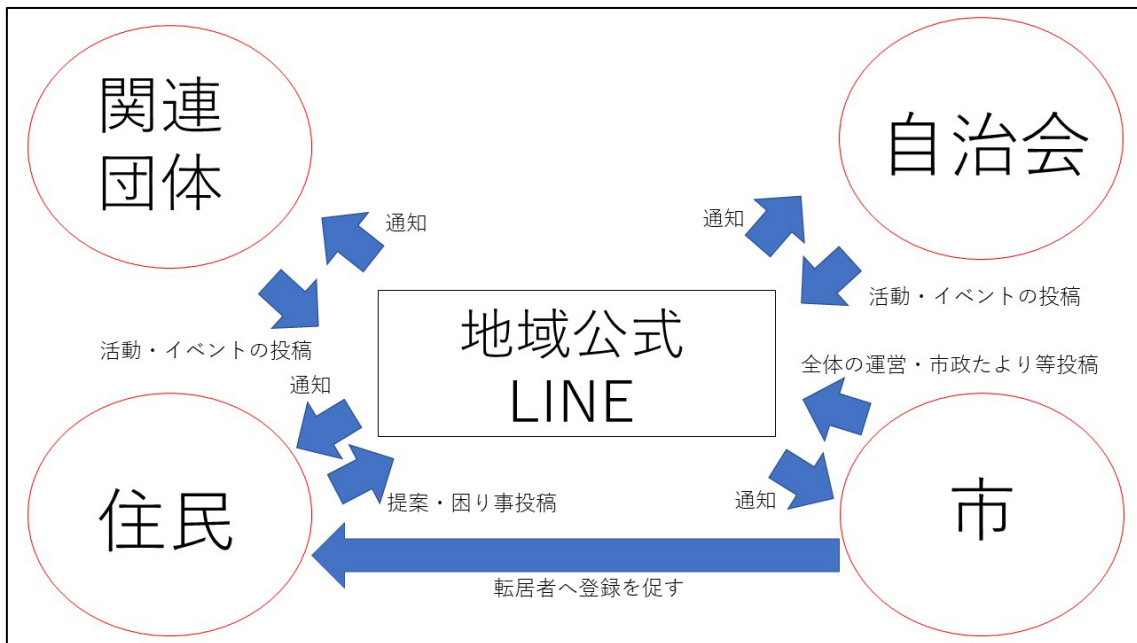 関連
団体
自治会
通知
通知
活動・イベントの投稿
活動・イベントの投稿
地域公式
LINE
全体の運営・市政たより等投稿
通知
住民
提案・困り事投稿
通知
市
転居者へ登録を促す